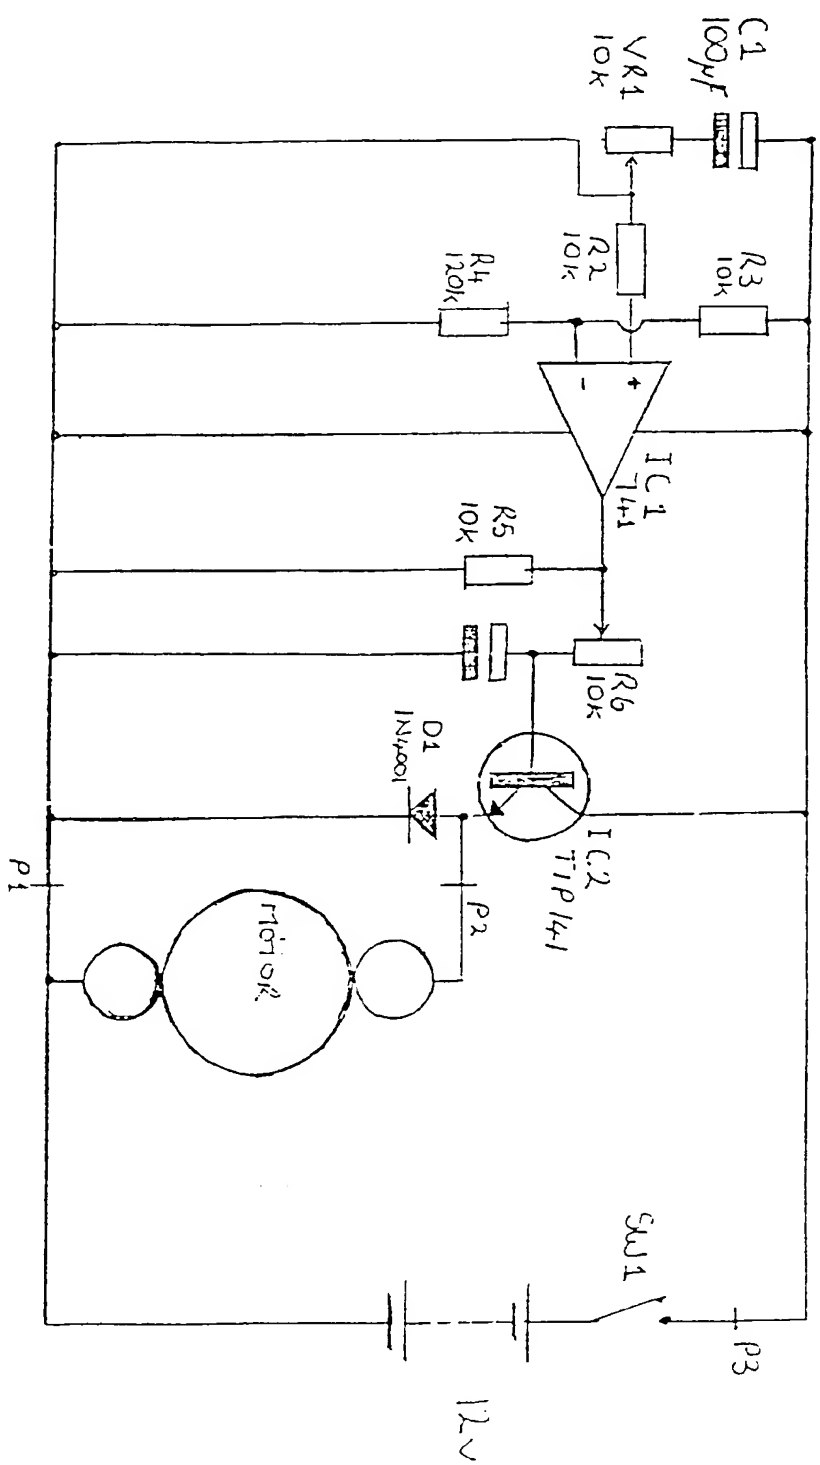 C1
100µF
VR1
10K
R3
10K
R2
10K
R4
120K
+
-
IC1
741
R5
10K
R6
10K
IC2
TIP141
D1
1N4001
P2
P1
MOTOR
SW1
P3
12V